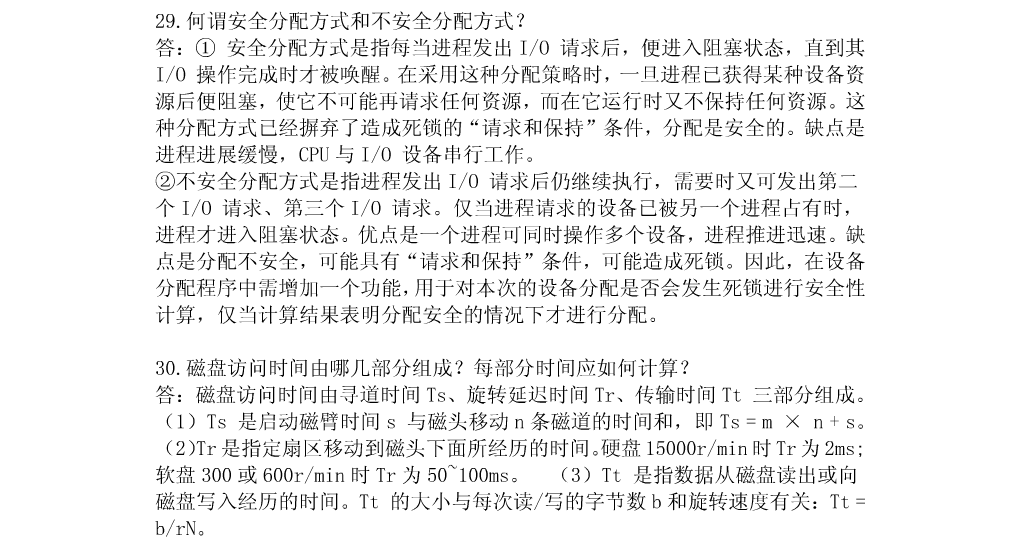 29.何谓安全分配方式和不安全分配方式？
答：① 安全分配方式是指每当进程发出 I/O 请求后，便进入阻塞状态，直到其
I/O 操作完成时才被唤醒。在采用这种分配策略时，一旦进程已获得某种设备资
源后便阻塞，使它不可能再请求任何资源，而在它运行时又不保持任何资源。这
种分配方式已经摒弃了造成死锁的“请求和保持”条件，分配是安全的。缺点是
进程进展缓慢，CPU 与 I/O 设备串行工作。
②不安全分配方式是指进程发出 I/O 请求后仍继续执行，需要时又可发出第二
个 I/O 请求、第三个 I/O 请求。仅当进程请求的设备已被另一个进程占有时，
进程才进入阻塞状态。优点是一个进程可同时操作多个设备，进程推进迅速。缺
点是分配不安全，可能具有“请求和保持”条件，可能造成死锁。因此，在设备
分配程序中需增加一个功能，用于对本次的设备分配是否会发生死锁进行安全性
计算，仅当计算结果表明分配安全的情况下才进行分配。
30.磁盘访问时间由哪几部分组成？每部分时间应如何计算？
答：磁盘访问时间由寻道时间 Ts、旋转延迟时间 Tr、传输时间 Tt 三部分组成。
（1）Ts 是启动磁臂时间 s 与磁头移动 n 条磁道的时间和，即 Ts = m × n + s。
（2）Tr 是指定扇区移动到磁头下面所经历的时间。硬盘 15000r/min 时 Tr 为 2ms;
软盘 300 或 600r/min 时 Tr 为 50~100ms。 （3）Tt 是指数据从磁盘读出或向
磁盘写入经历的时间。Tt 的大小与每次读/写的字节数 b 和旋转速度有关：Tt =
b/rN。